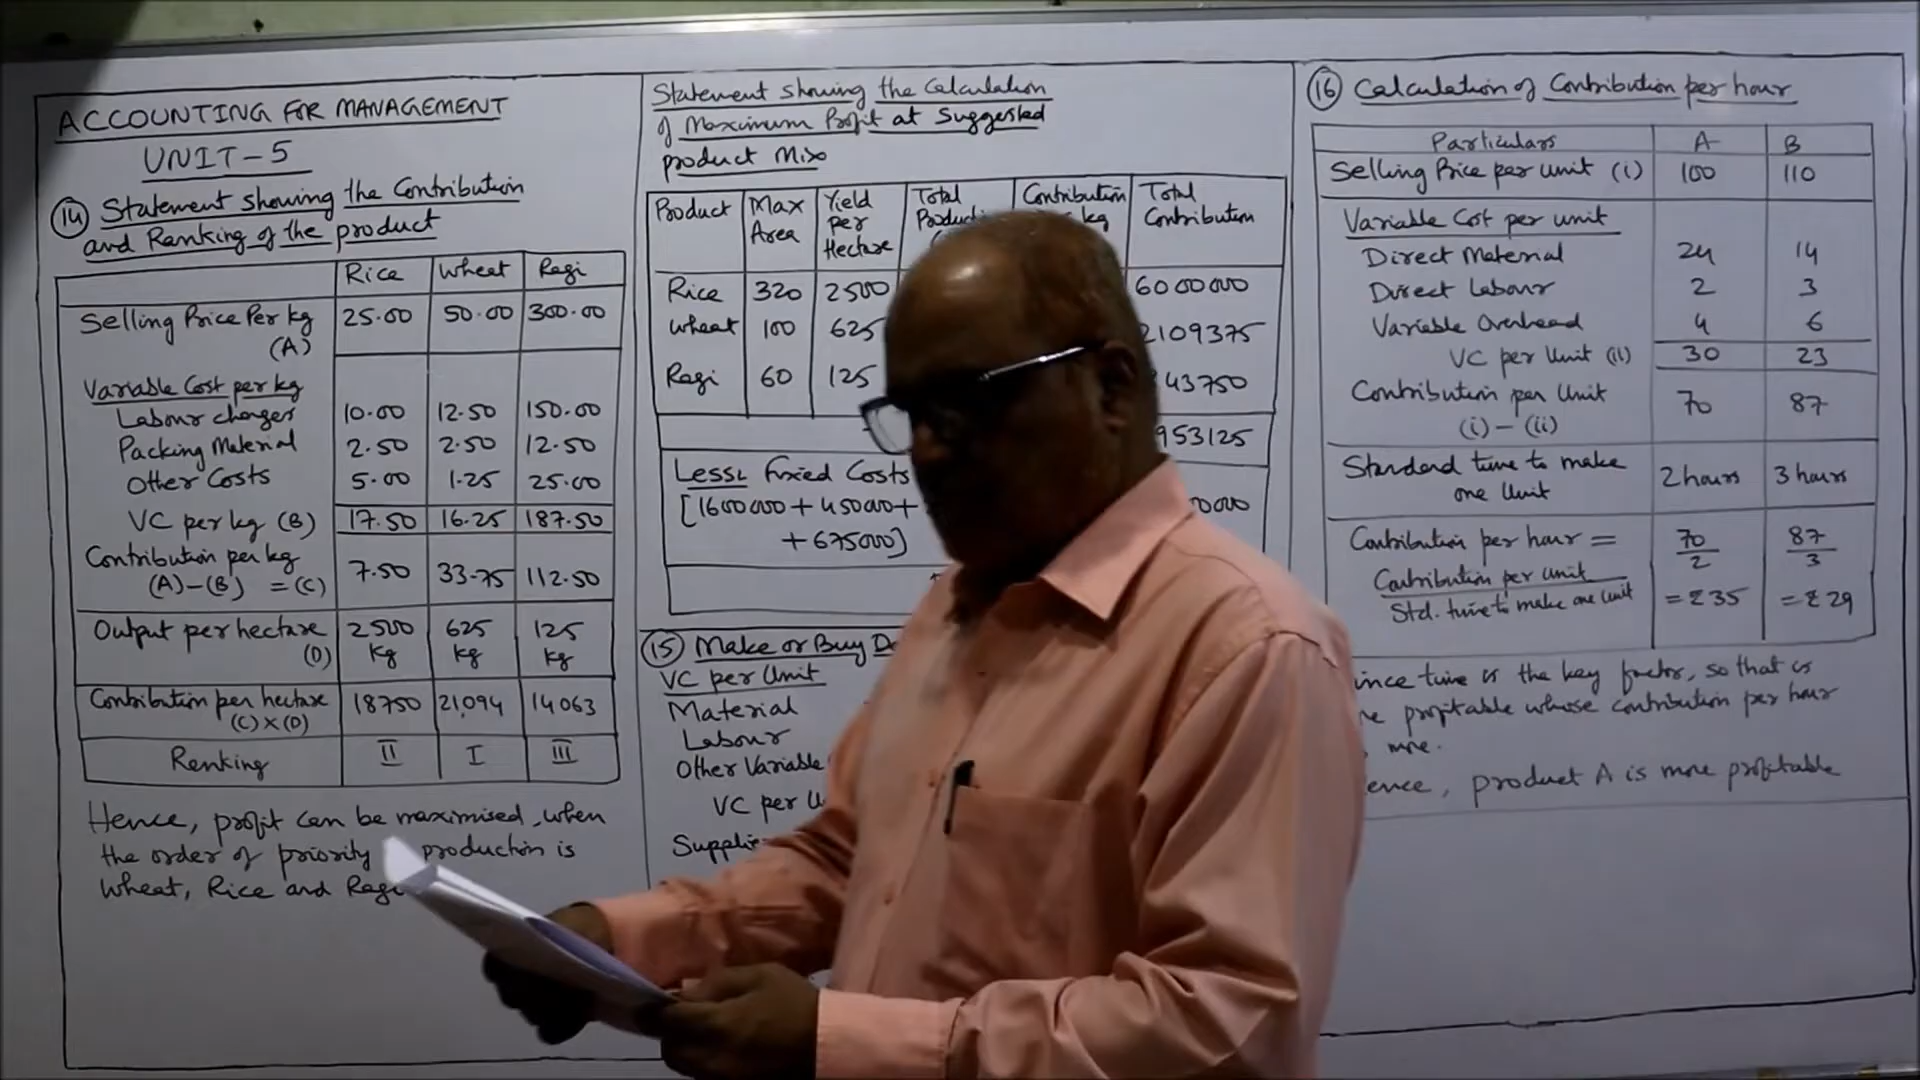 ACCOUNTING FOR MANAGEMENT
UNIT-5
14 Statement showing the Contribution
and Ranking of the product
Rice Wheat Ragi
Selling Price Per kg (A) 25.00 50.00 300.00
Variable Cost per kg
Labour charges 10.00 12.50 150.00
Packing Material 2.50 2.50 12.50
Other Costs 5.00 1.25 25.00
VC per kg (B) 17.50 16.25 187.50
Contribution per kg
(A)-(B) = (C) 7.50 33.75 112.50
Output per hectare (D) 2500 kg 625 kg 125 kg
Contribution per hectare (C)x(D) 18750 21,094 14063
Ranking II I III
Hence, profit can be maximised, when
the order of priority production is
Wheat, Rice and Ragi
Statement showing the Calculation
of Maximum Profit at Suggested
product Mix
Product Max Area Yield per Hectare Total Contribution kg Total Contribution
Rice 320 2500 6000000
Wheat 100 625 2109375
Ragi 60 125 43750
953125
Less: Fixed Costs
[1600000 + 450000 + 0000
+ 675000]
15 Make or Buy
VC per Unit
Material
Labour
Other Variable
VC per
16 Calculation of Contribution per hour
Particulars A B
Selling Price per unit (i) 100 110
Variable Cost per unit
Direct Material 24 14
Direct Labour 2 3
Variable Overhead 4 6
VC per Unit (ii) 30 23
Contribution per Unit
(i) - (ii) 70 87
Standard time to make
one Unit 2 hours 3 hours
Contribution per hour = 70/2 87/3
Contribution per unit
Std. time to make one unit = ₹35 = ₹29
time is the key factor, so that is
profitable whose contribution per hour
more.
product A is more profitable